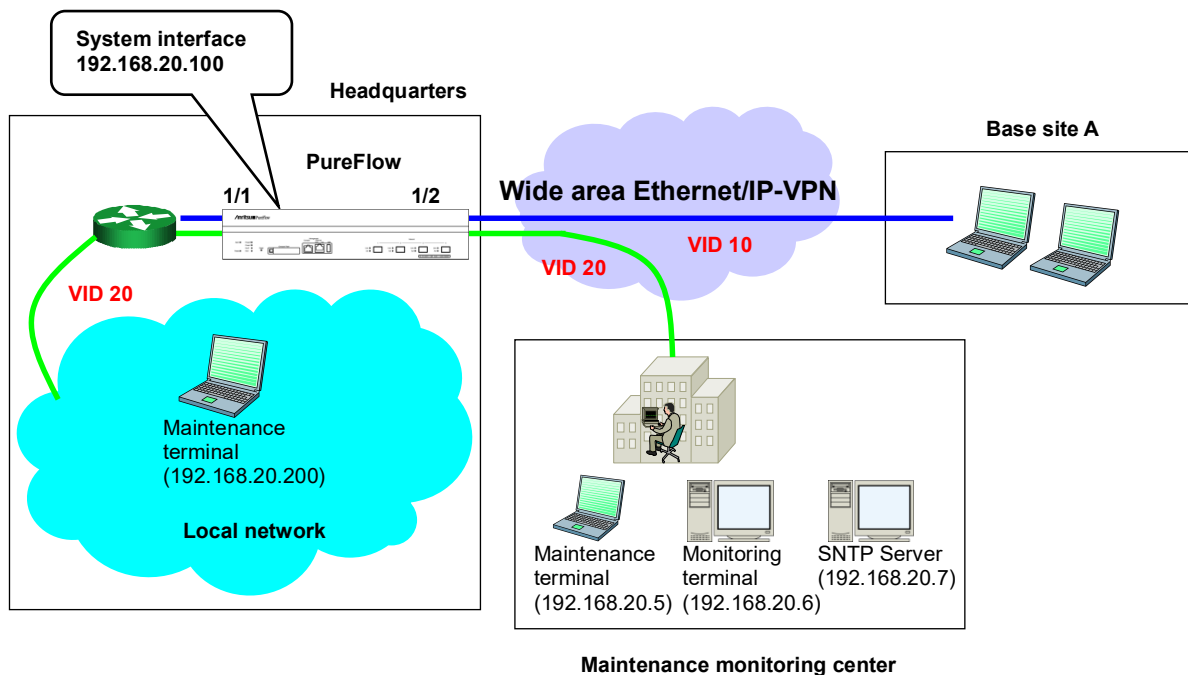 System interface
192.168.20.100
Headquarters
PureFlow
1/1
1/2
Anritsu PureFlow
Wide area Ethernet/IP-VPN
VID 10
VID 20
VID 20
Base site A
Maintenance
terminal
(192.168.20.200)
Local network
Maintenance
terminal
(192.168.20.5)
Monitoring
terminal
(192.168.20.6)
SNTP Server
(192.168.20.7)
Maintenance monitoring center